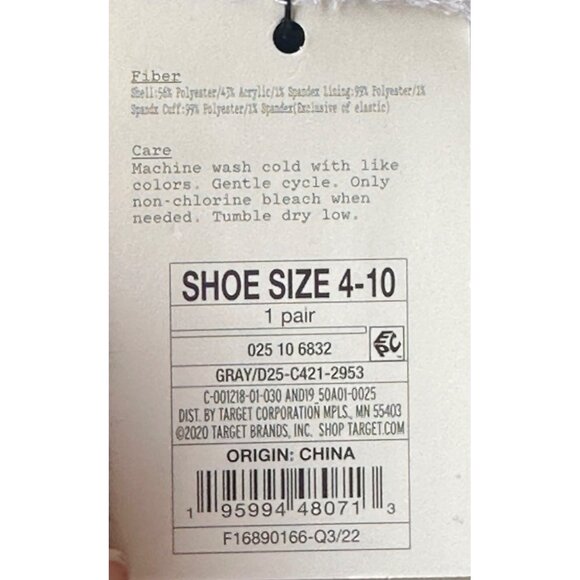 Fiber
Shell:56% Polyester/43% Acrylic/1% Spandex Lining:99% Polyester/1%
Spandx Cuff:99% Polyester/1% Spandex(Exclusive of elastic)
Care
Machine wash cold with like
colors. Gentle cycle. Only
non-chlorine bleach when
needed. Tumble dry low.
SHOE SIZE 4-10
1 pair
025 10 6832
GRAY/D25-C421-2953
C-001218-01-030 AND19_50A01-0025
DIST. BY TARGET CORPORATION MPLS., MN 55403
©2020 TARGET BRANDS, INC. SHOP TARGET.COM
ORIGIN: CHINA
1 95994 48071 3
F16890166-Q3/22